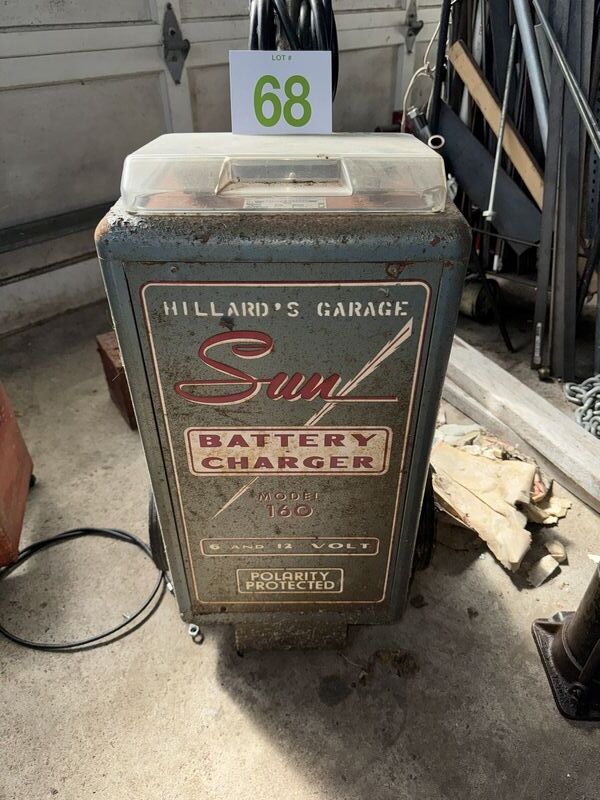 LOT #
68
HILLARD'S GARAGE
Sun
BATTERY
CHARGER
MODEL
160
6 AND 12 VOLT
POLARITY
PROTECTED